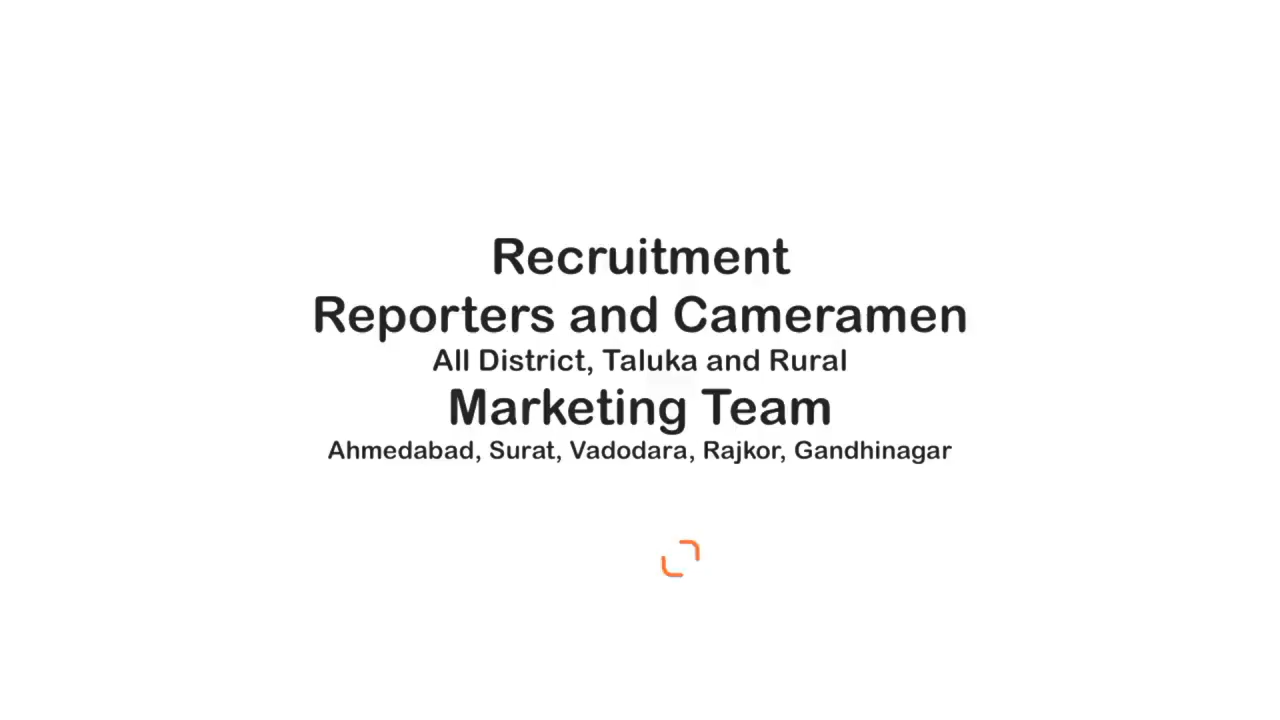 Recruitment
Reporters and Cameramen
All District, Taluka and Rural
Marketing Team
Ahmedabad, Surat, Vadodara, Rajkor, Gandhinagar